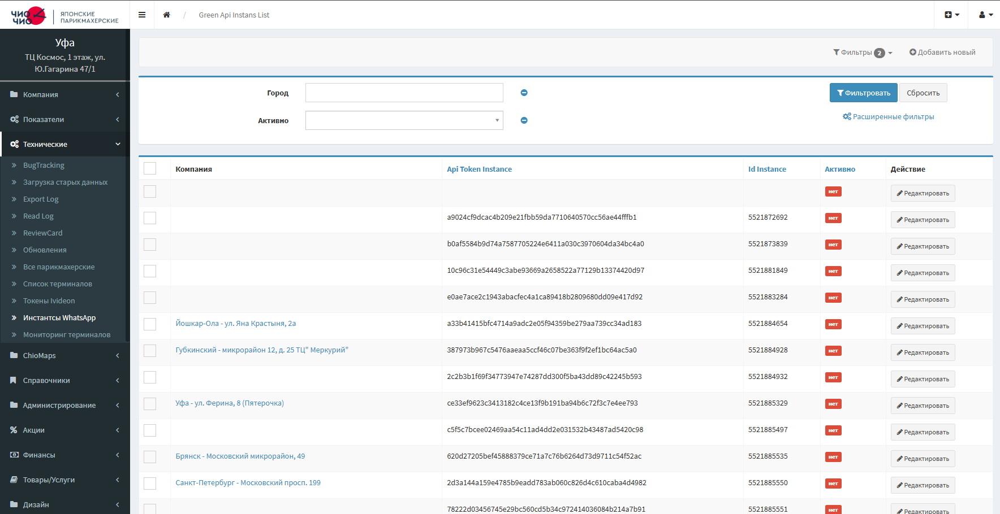 ЧИО ЧИО
ЯПОНСКИЕ
ПАРИКМАХЕРСКИЕ
/ Green Api Instans List
Уфа
ТЦ Космос, 1 этаж, ул.
Ю.Гагарина 47/1
Компания
Показатели
Технические
BugTracking
Загрузка старых данных
Export Log
Read Log
ReviewCard
Обновления
Все парикмахерские
Список терминалов
Токены Ivideon
Инстантсы WhatsApp
Мониторинг терминалов
ChioMaps
Справочники
Администрирование
Акции
Финансы
Товары/Услуги
Дизайн
Фильтры 2 Добавить новый
Город
Фильтровать Сбросить
Активно
Расширенные фильтры
Компания Api Token Instance Id Instance Активно Действие
нет Редактировать
a9024cf9dcac4b209e21fbb59da7710640570cc56ae44fffb1 5521872692 нет Редактировать
b0af5584b9d74a7587705224e6411a030c3970604da34bc4a0 5521873839 нет Редактировать
10c96c31e54449c3abe93669a2658522a77129b13374420d97 5521881849 нет Редактировать
e0ae7ace2c1943abacfec4a1ca89418b2809680dd09e417d92 5521883284 нет Редактировать
Йошкар-Ола - ул. Яна Крастыня, 2а a33b41415bfc4714a9adc2e05f94359be279aa739cc34ad183 5521884654 нет Редактировать
Губкинский - микрорайон 12, д. 25 ТЦ" Меркурий" 387973b967c5476aaeaa5ccf46c07be363f9f2ef1bc64ac5a0 5521884928 нет Редактировать
2c2b3b1f69f34773947e74287dd300f5ba43dd89c42245b593 5521884932 нет Редактировать
Уфа - ул. Ферина, 8 (Пятерочка) ce33ef9623c3413182c4ce13f9b191ba94b6c72f3c7e4ee793 5521885329 нет Редактировать
c5f5c7bcee02469aa54c11ad4dd2e031532b43487ad5420c98 5521885497 нет Редактировать
Брянск - Московский микрорайон, 49 620d27205bef45888379ce71a7c76b6264d73d9711c54f52ac 5521885535 нет Редактировать
Санкт-Петербург - Московский просп. 199 2d3a144a159e4785b9eadd783ab060c826d4c610caba4d4982 5521885550 нет Редактировать
78222d03456745e29bc560cd5b34c972414036084b214a7b91 5521885551 нет Редактировать